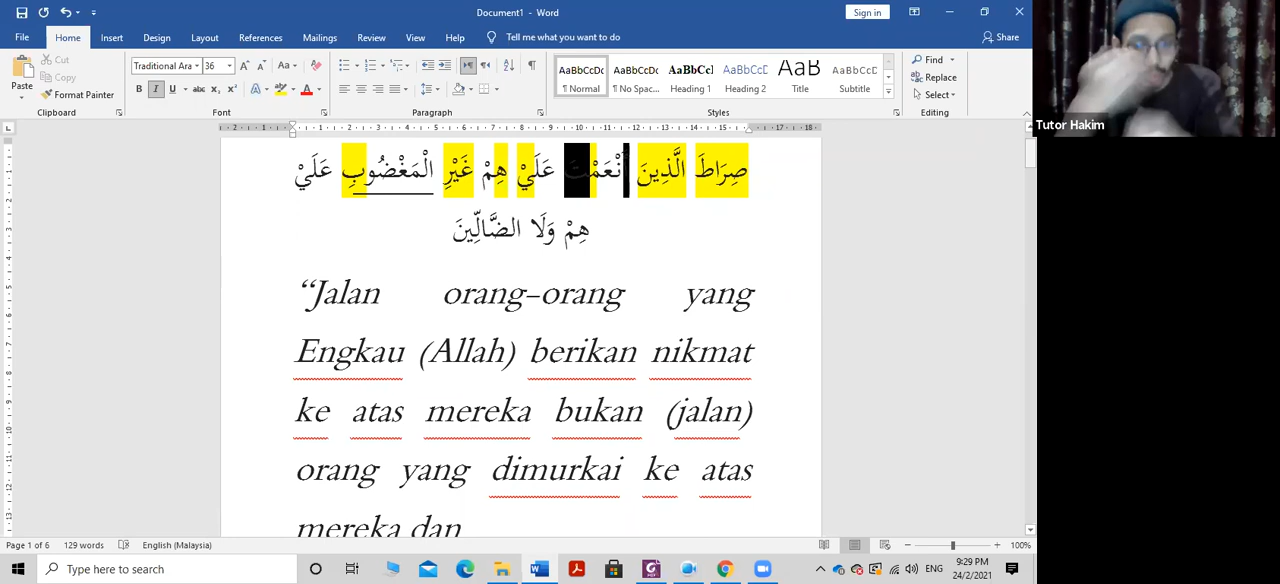 Document1 - Word
Sign in
File Home Insert Design Layout References Mailings Review View Help Tell me what you want to do Share
Cut Traditional Ara 36 Find
Copy AaBbCcDc AaBbCcDc AaBbCcI AaBbCcDc AaB AaBbCcDc Replace
Paste Format Painter ¶ Normal ¶ No Spac... Heading 1 Heading 2 Title Subtitle Select
Clipboard Font Paragraph Styles Editing
Tutor Hakim
صِرَاطَ الَّذِينَ أَنْعَمْتَ عَلَيْ هِمْ غَيْرِ الْمَغْضُوبِ عَلَيْ
هِمْ وَلَا الضَّالِّينَ
“Jalan orang-orang yang
Engkau (Allah) berikan nikmat
ke atas mereka bukan (jalan)
orang yang dimurkai ke atas
mereka dan
Page 1 of 6 129 words English (Malaysia) 100%
Type here to search ENG 9:29 PM
24/2/2021